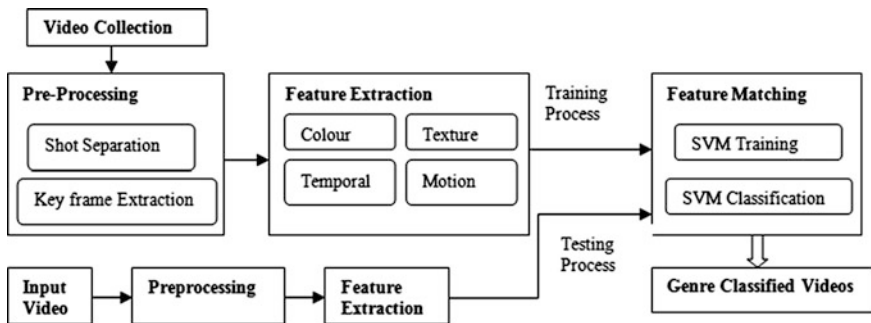 Video Collection
Pre-Processing
Shot Separation
Key frame Extraction
Feature Extraction
Colour
Texture
Temporal
Motion
Training
Process
Feature Matching
SVM Training
SVM Classification
Testing
Process
Input
Video
Preprocessing
Feature
Extraction
Genre Classified Videos